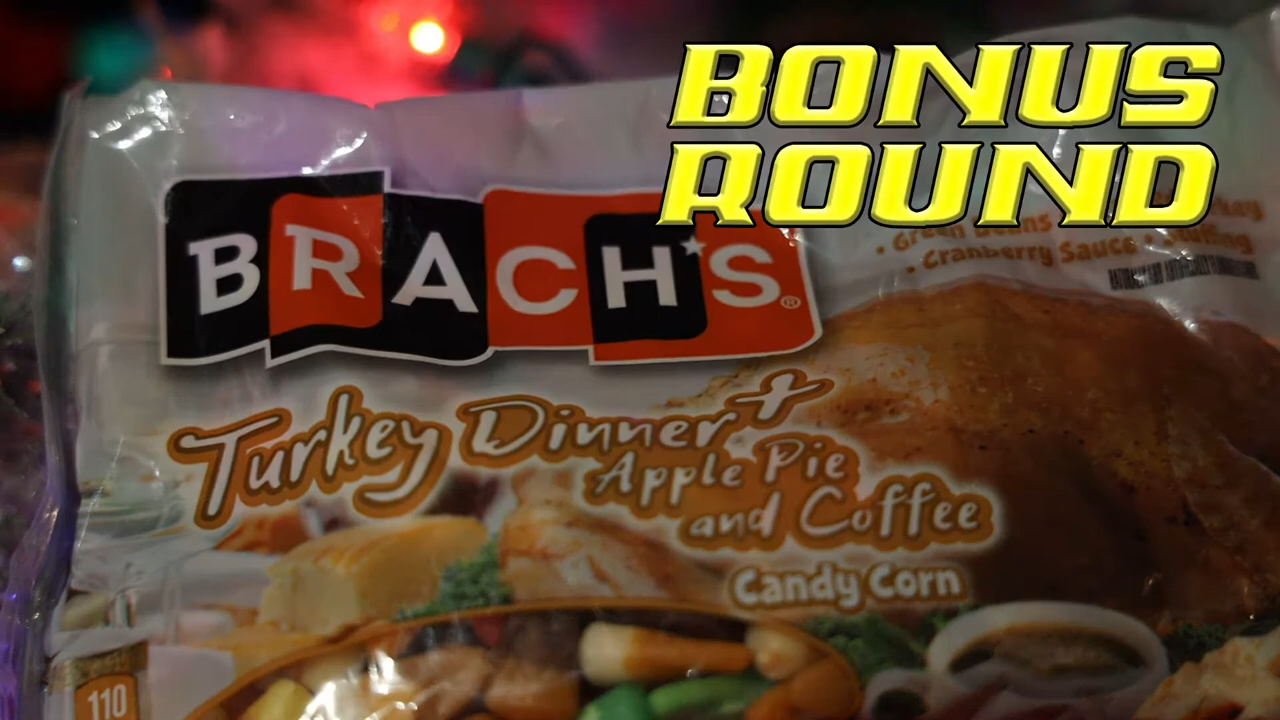 BONUS
ROUND
BRACH'S®
• Green Beans
• Cranberry Sauce • Stuffing
Turkey Dinner+
Apple Pie
and Coffee
Candy Corn
110